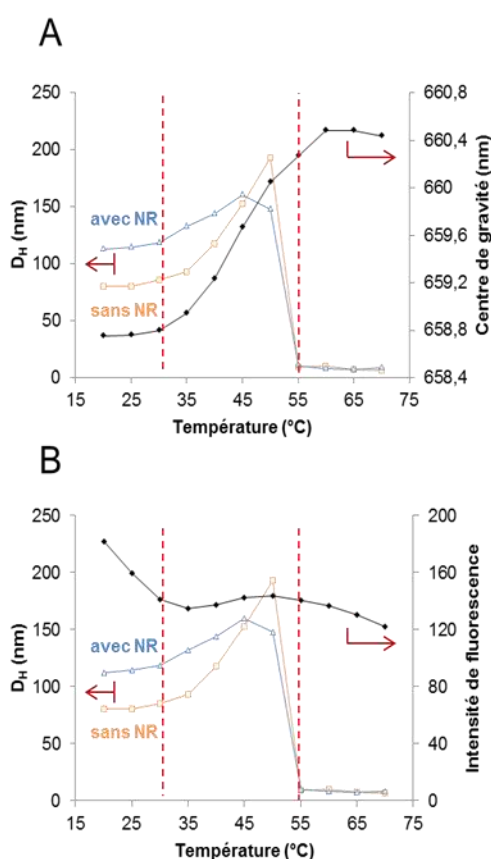 A
250
200
150
100
50
0
D_H (nm)
avec NR
sans NR
660,8
660,4
660
659,6
659,2
658,8
658,4
Centre de gravité (nm)
15 25 35 45 55 65 75
Température (°C)
B
250
200
150
100
50
0
D_H (nm)
avec NR
sans NR
200
160
120
80
40
0
Intensité de fluorescence
15 25 35 45 55 65 75
Température (°C)